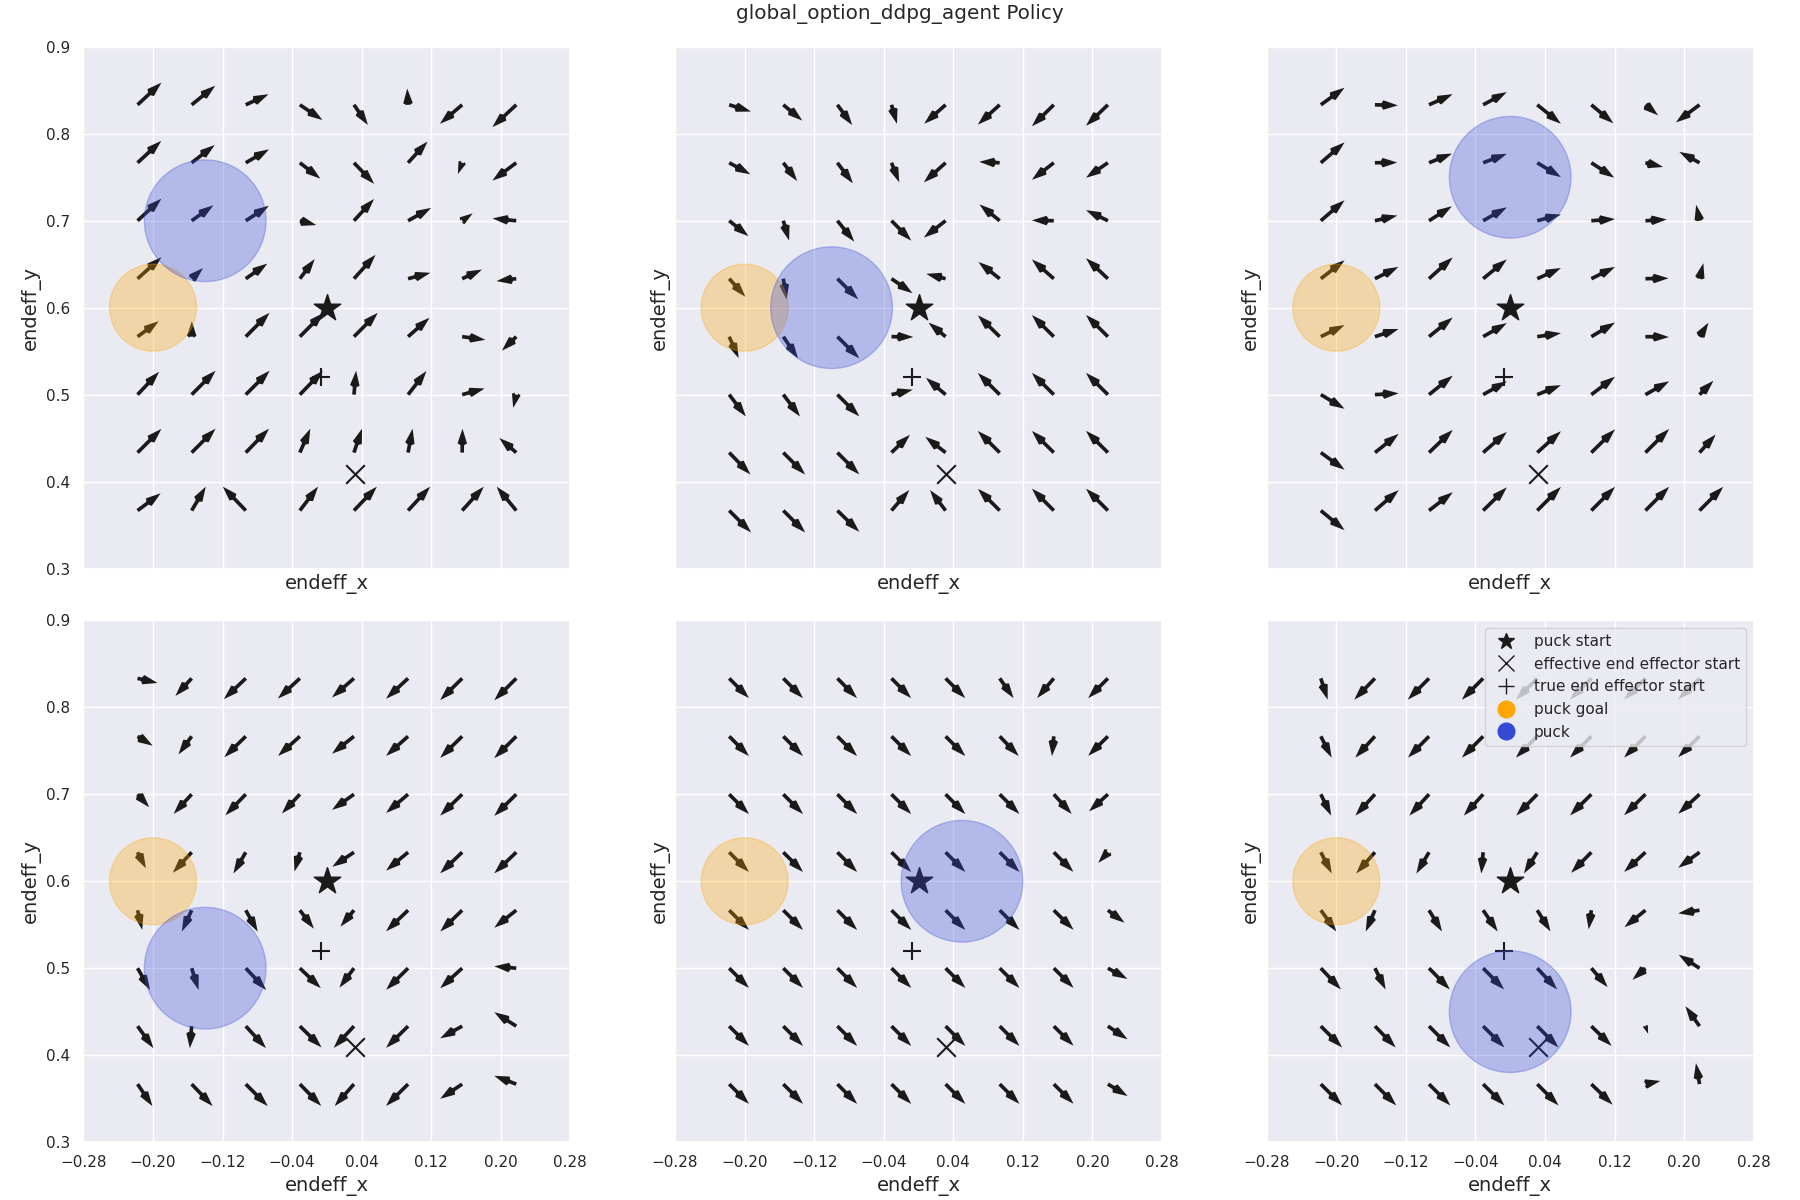 global_option_ddpg_agent Policy
0.9
0.8
0.7
0.6
0.5
0.4
0.3
endeff_y
endeff_x
endeff_y
endeff_x
endeff_y
endeff_x
0.9
0.8
0.7
0.6
0.5
0.4
0.3
endeff_y
−0.28 −0.20 −0.12 −0.04 0.04 0.12 0.20 0.28
endeff_x
endeff_y
−0.28 −0.20 −0.12 −0.04 0.04 0.12 0.20 0.28
endeff_x
puck start
effective end effector start
true end effector start
puck goal
puck
endeff_y
−0.28 −0.20 −0.12 −0.04 0.04 0.12 0.20 0.28
endeff_x